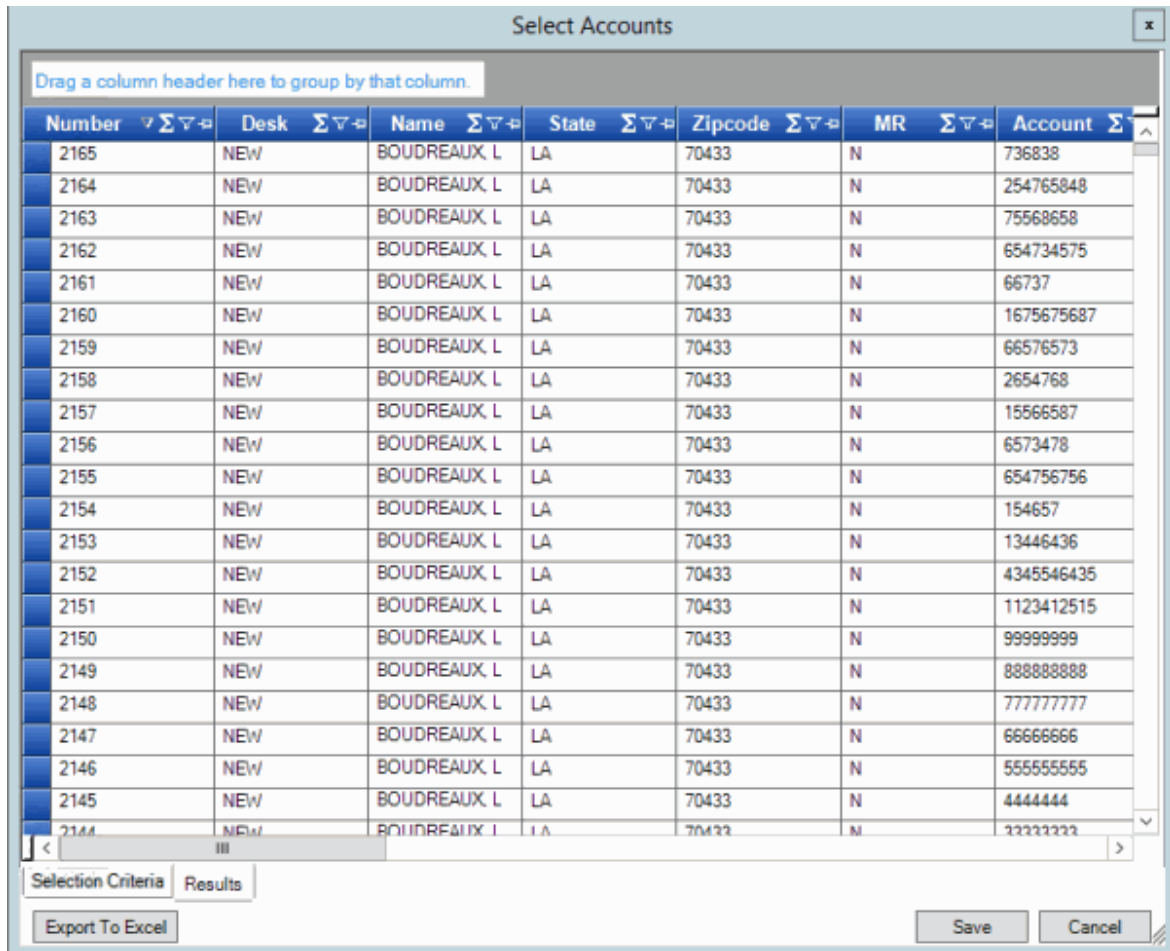 Select Accounts
x
Drag a column header here to group by that column.
Number Σ Desk Σ Name Σ State Σ Zipcode Σ MR Σ Account Σ
2165 NEW BOUDREAUX, L LA 70433 N 736838
2164 NEW BOUDREAUX, L LA 70433 N 254765848
2163 NEW BOUDREAUX, L LA 70433 N 75568658
2162 NEW BOUDREAUX, L LA 70433 N 654734575
2161 NEW BOUDREAUX, L LA 70433 N 66737
2160 NEW BOUDREAUX, L LA 70433 N 1675675687
2159 NEW BOUDREAUX, L LA 70433 N 66576573
2158 NEW BOUDREAUX, L LA 70433 N 2654768
2157 NEW BOUDREAUX, L LA 70433 N 15566587
2156 NEW BOUDREAUX, L LA 70433 N 6573478
2155 NEW BOUDREAUX, L LA 70433 N 654756756
2154 NEW BOUDREAUX, L LA 70433 N 154657
2153 NEW BOUDREAUX, L LA 70433 N 13446436
2152 NEW BOUDREAUX, L LA 70433 N 4345546435
2151 NEW BOUDREAUX, L LA 70433 N 1123412515
2150 NEW BOUDREAUX, L LA 70433 N 99999999
2149 NEW BOUDREAUX, L LA 70433 N 888888888
2148 NEW BOUDREAUX, L LA 70433 N 777777777
2147 NEW BOUDREAUX, L LA 70433 N 66666666
2146 NEW BOUDREAUX, L LA 70433 N 555555555
2145 NEW BOUDREAUX, L LA 70433 N 4444444
2144 NEW BOUDREAUX, L LA 70433 N 33333333
Selection Criteria Results
Export To Excel Save Cancel